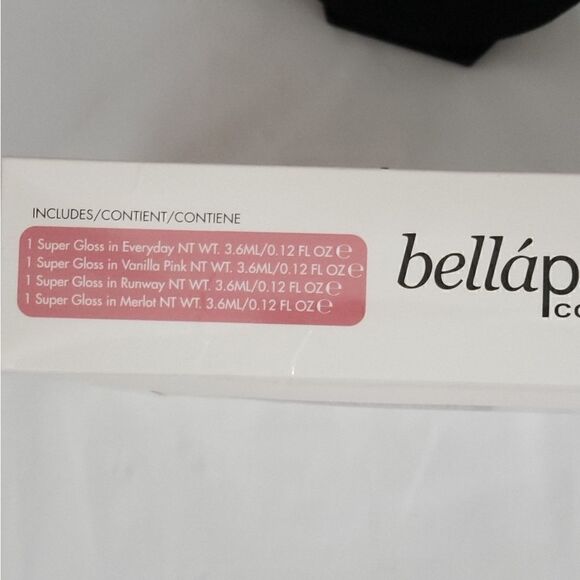 INCLUDES/CONTIENT/CONTIENE
1 Super Gloss in Everyday NT WT. 3.6ML/0.12 FL OZ ℮
1 Super Gloss in Vanilla Pink NT WT. 3.6ML/0.12 FL OZ ℮
1 Super Gloss in Runway NT WT. 3.6ML/0.12 FL OZ ℮
1 Super Gloss in Merlot NT WT. 3.6ML/0.12 FL OZ ℮
belláp
co